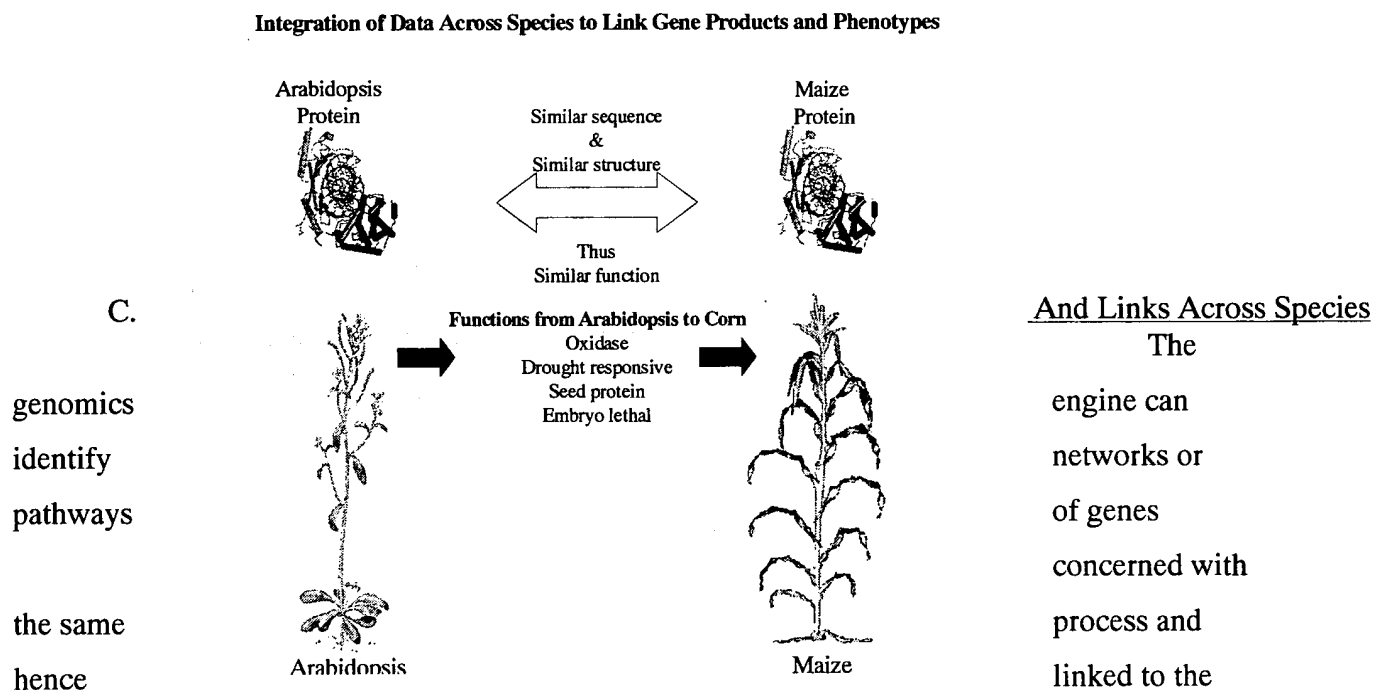 Integration of Data Across Species to Link Gene Products and Phenotypes
Arabidopsis
Protein
Similar sequence
&
Similar structure
Maize
Protein
Thus
Similar function
C.
And Links Across Species
Functions from Arabidopsis to Corn
Oxidase
Drought responsive
Seed protein
Embryo lethal
The
genomics
engine can
identify
networks or
pathways
of genes
concerned with
the same
process and
hence
linked to the
Arabidopsis
Maize